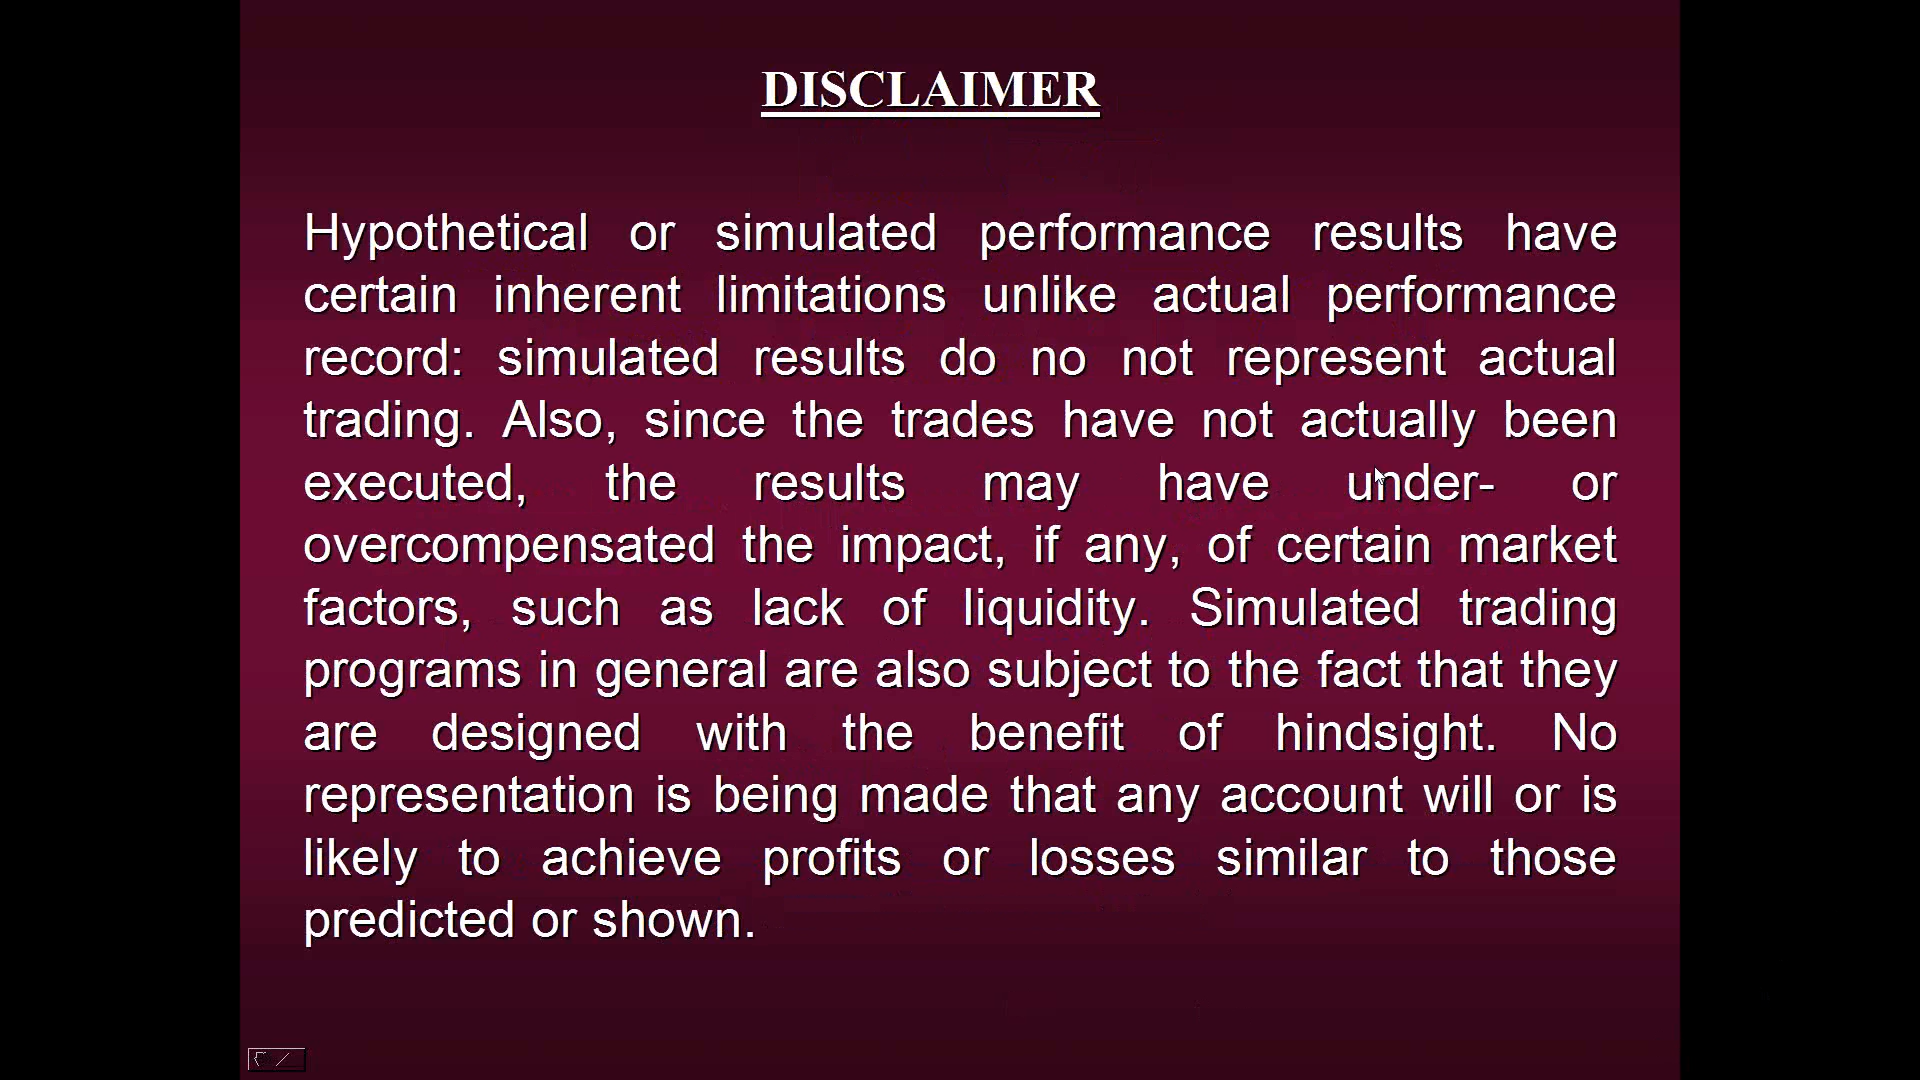 DISCLAIMER
Hypothetical or simulated performance results have
certain inherent limitations unlike actual performance
record: simulated results do no not represent actual
trading. Also, since the trades have not actually been
executed, the results may have under- or
overcompensated the impact, if any, of certain market
factors, such as lack of liquidity. Simulated trading
programs in general are also subject to the fact that they
are designed with the benefit of hindsight. No
representation is being made that any account will or is
likely to achieve profits or losses similar to those
predicted or shown.